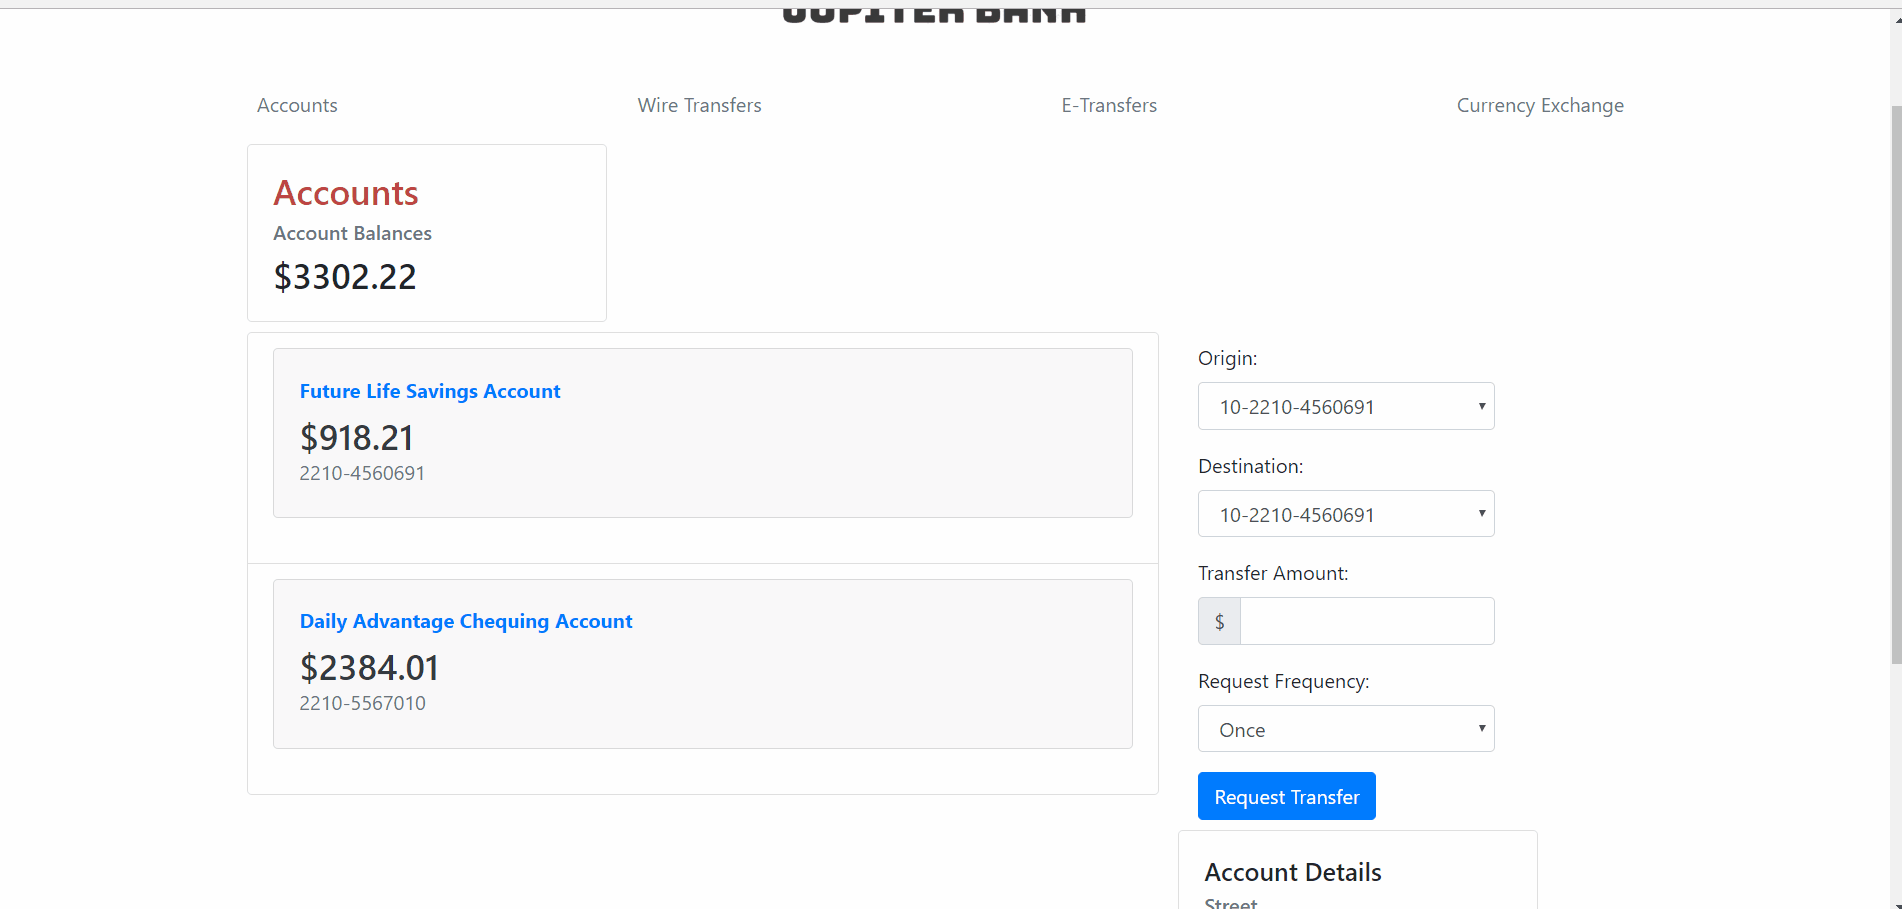 JUPITER BANK
Accounts
Wire Transfers
E-Transfers
Currency Exchange
Accounts
Account Balances
$3302.22
Future Life Savings Account
$918.21
2210-4560691
Daily Advantage Chequing Account
$2384.01
2210-5567010
Origin:
10-2210-4560691
Destination:
10-2210-4560691
Transfer Amount:
$
Request Frequency:
Once
Request Transfer
Account Details
Street